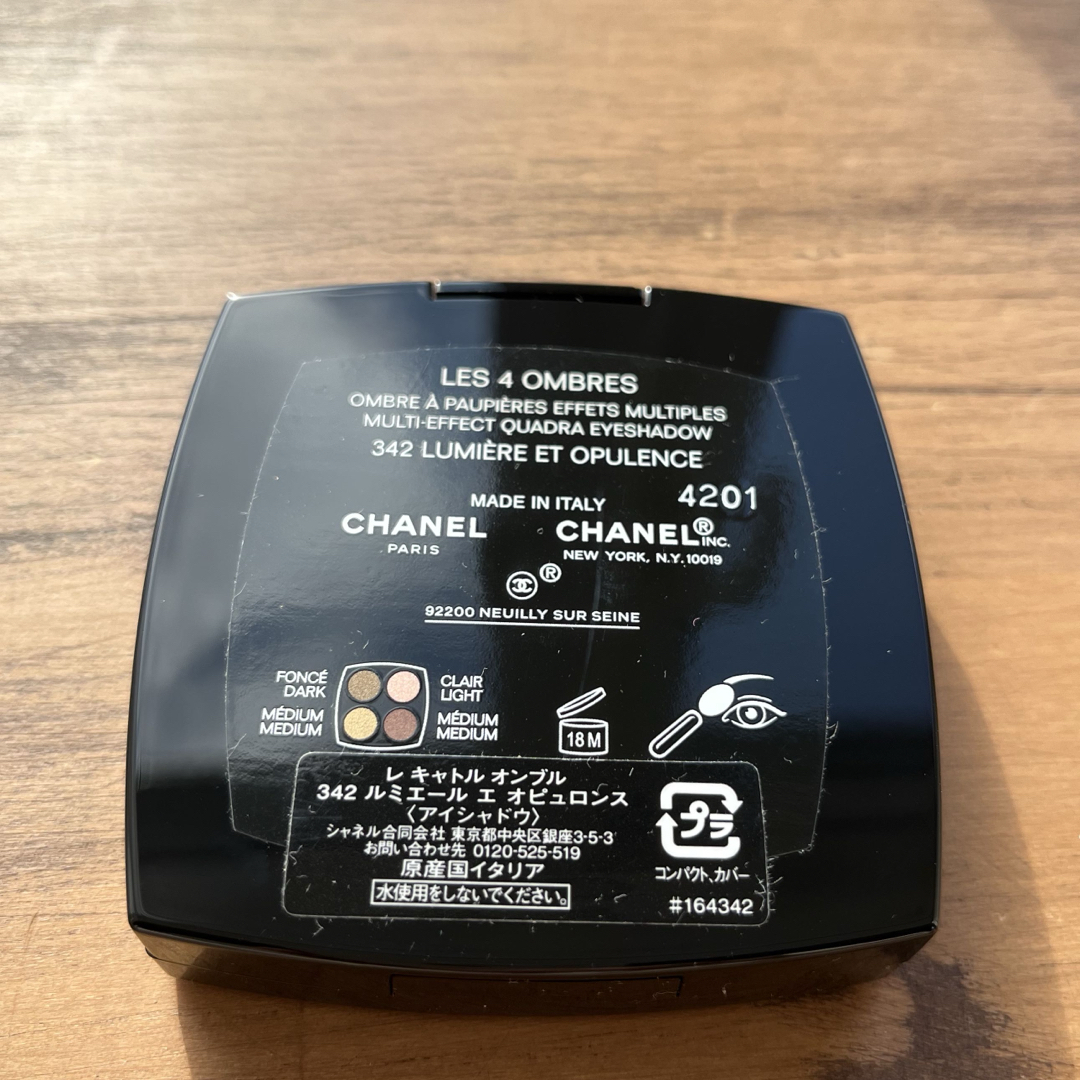 LES 4 OMBRES
OMBRE À PAUPIÈRES EFFETS MULTIPLES
MULTI-EFFECT QUADRA EYESHADOW
342 LUMIÈRE ET OPULENCE
MADE IN ITALY
4201
CHANEL
PARIS
CHANEL® INC.
NEW YORK, N.Y. 10019
®
92200 NEUILLY SUR SEINE
FONCÉ
DARK
CLAIR
LIGHT
MÉDIUM
MEDIUM
MÉDIUM
MEDIUM
18 M
レ キャトル オンブル
342 ルミエール エ オピュロンス
〈アイシャドウ〉
シャネル合同会社 東京都中央区銀座3-5-3
お問い合わせ先 0120-525-519
原産国イタリア
水使用をしないでください。
プラ
コンパクト、カバー
#164342